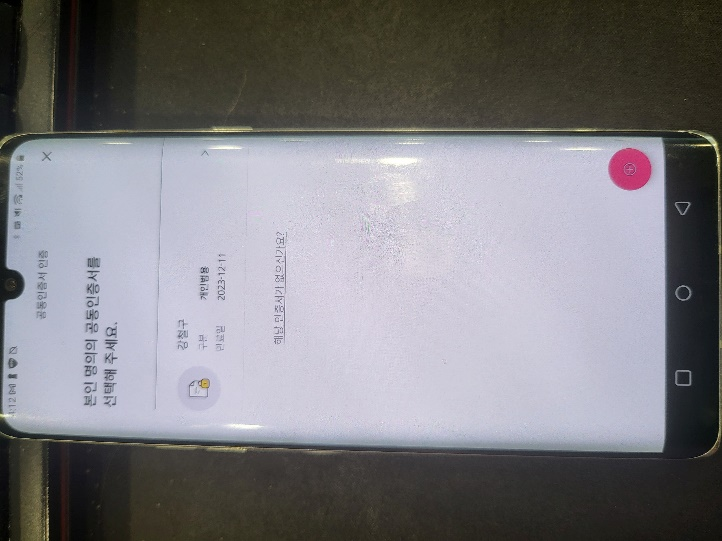 52%
공동인증서 인증
본인 명의의 공동인증서를
선택해 주세요.
강철구
구분 개인범용
만료일 2023-12-11
해당 인증서가 없으신가요?